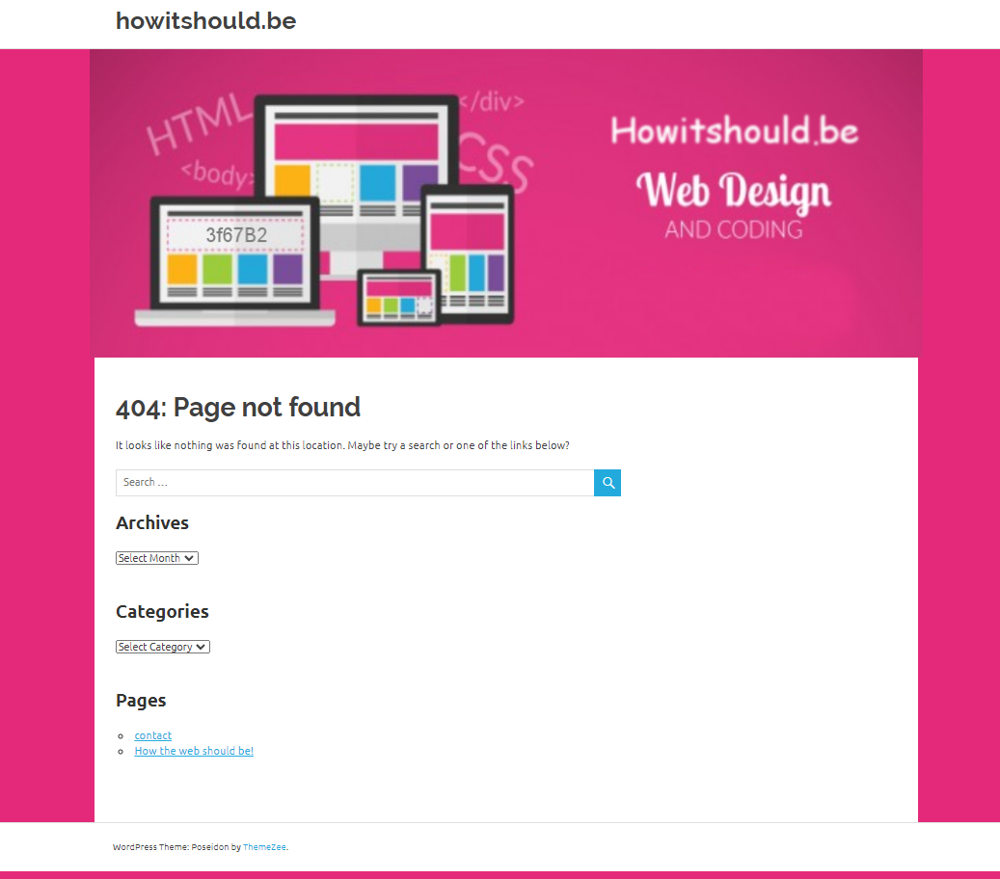 howitshould.be
HTML
</div>
<body>
CSS
3f67B2
Howitshould.be
Web Design
AND CODING
404: Page not found
It looks like nothing was found at this location. Maybe try a search or one of the links below?
Search …
Archives
Select Month
Categories
Select Category
Pages
contact
How the web should be!
WordPress Theme: Poseidon by ThemeZee.